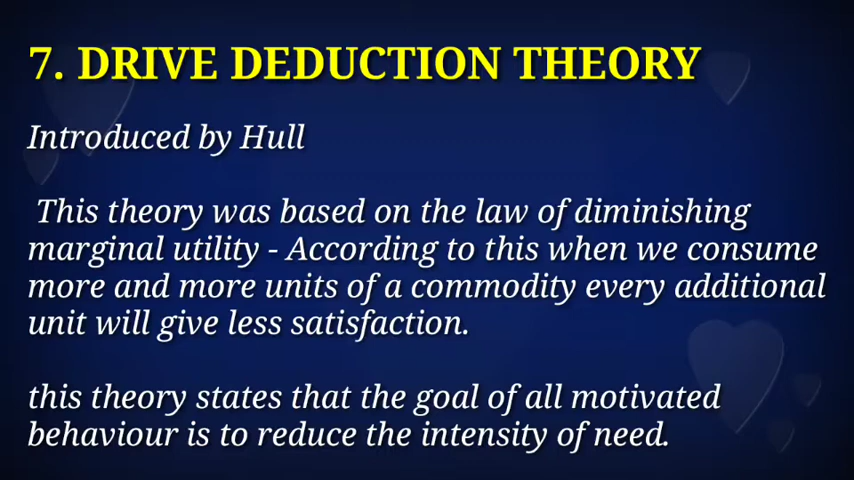 7. DRIVE DEDUCTION THEORY
Introduced by Hull
This theory was based on the law of diminishing
marginal utility - According to this when we consume
more and more units of a commodity every additional
unit will give less satisfaction.
this theory states that the goal of all motivated
behaviour is to reduce the intensity of need.